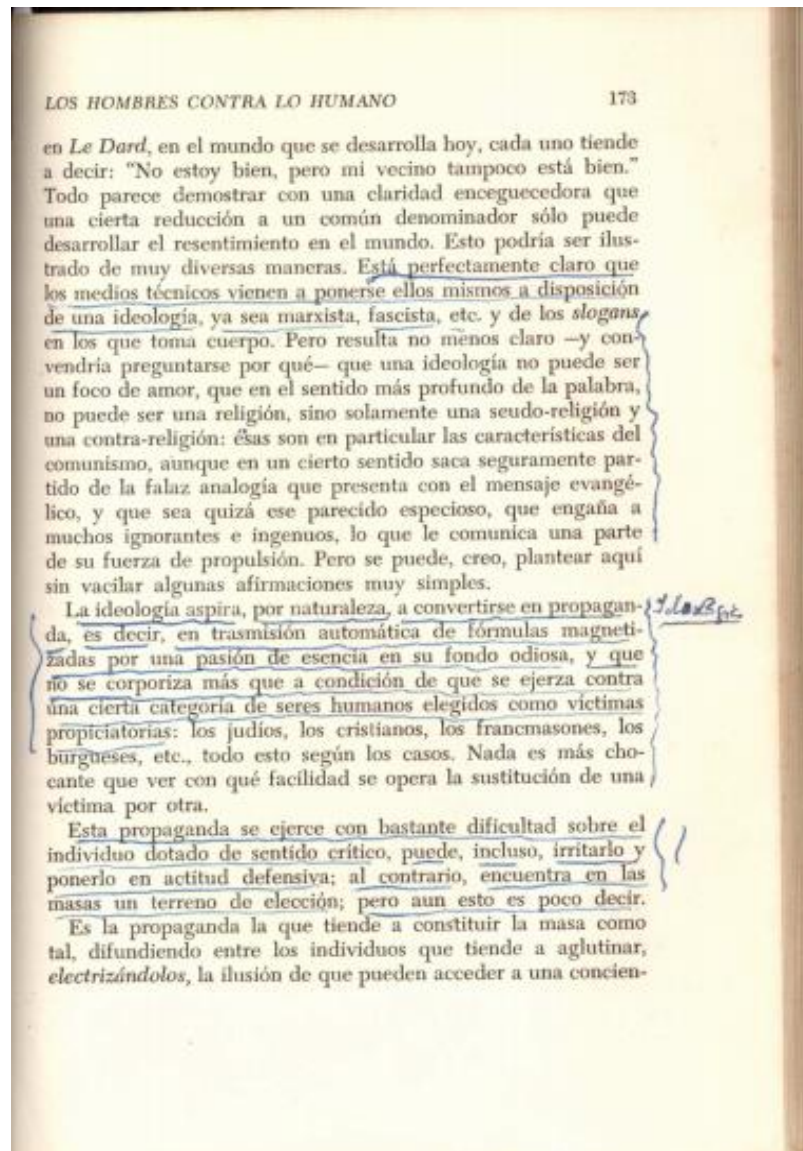 LOS HOMBRES CONTRA LO HUMANO 173
en Le Dard, en el mundo que se desarrolla hoy, cada uno tiende
a decir: “No estoy bien, pero mi vecino tampoco está bien.”
Todo parece demostrar con una claridad enceguecedora que
una cierta reducción a un común denominador sólo puede
desarrollar el resentimiento en el mundo. Esto podría ser ilus-
trado de muy diversas maneras. Está perfectamente claro que
los medios técnicos vienen a ponerse ellos mismos a disposición
de una ideología, ya sea marxista, fascista, etc. y de los slogans
en los que toma cuerpo. Pero resulta no menos claro —y con-
vendría preguntarse por qué— que una ideología no puede ser
un foco de amor, que en el sentido más profundo de la palabra,
no puede ser una religión, sino solamente una seudo-religión y
una contra-religión: ésas son en particular las características del
comunismo, aunque en un cierto sentido saca seguramente par-
tido de la falaz analogía que presenta con el mensaje evangé-
lico, y que sea quizá ese parecido especioso, que engaña a
muchos ignorantes e ingenuos, lo que le comunica una parte
de su fuerza de propulsión. Pero se puede, creo, plantear aquí
sin vacilar algunas afirmaciones muy simples.
La ideología aspira, por naturaleza, a convertirse en propagan-
da, es decir, en trasmisión automática de fórmulas magneti-
zadas por una pasión de esencia en su fondo odiosa, y que
no se corporiza más que a condición de que se ejerza contra
una cierta categoría de seres humanos elegidos como víctimas
propiciatorias: los judíos, los cristianos, los francmasones, los
burgueses, etc., todo esto según los casos. Nada es más cho-
cante que ver con qué facilidad se opera la sustitución de una
víctima por otra.
Esta propaganda se ejerce con bastante dificultad sobre el
individuo dotado de sentido crítico, puede, incluso, irritarlo y
ponerlo en actitud defensiva; al contrario, encuentra en las
masas un terreno de elección; pero aun esto es poco decir.
Es la propaganda la que tiende a constituir la masa como
tal, difundiendo entre los individuos que tiende a aglutinar,
electrizándolos, la ilusión de que pueden acceder a una concien-